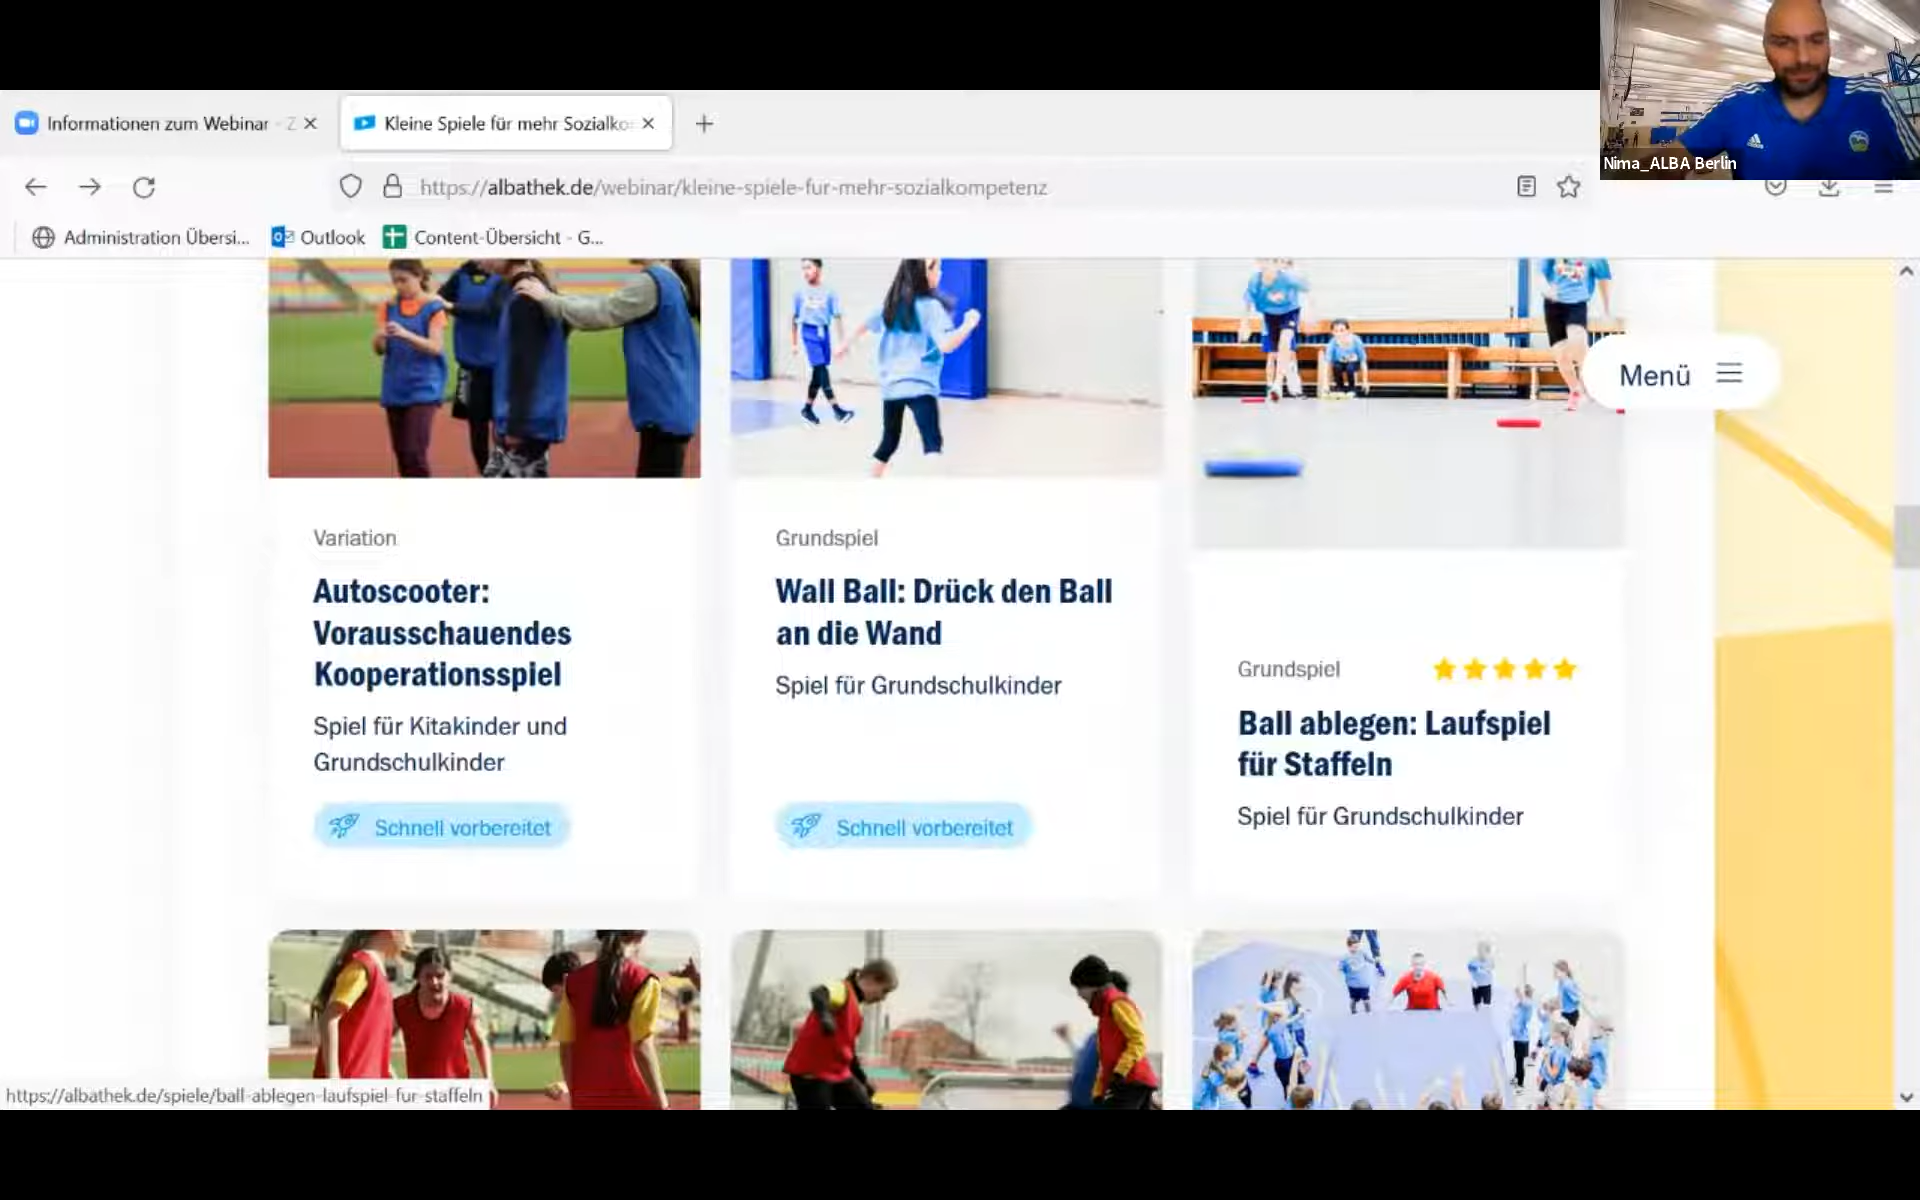 Nima_ALBA Berlin
Informationen zum Webinar - Z
Kleine Spiele für mehr Sozialko
https://albathek.de/webinar/kleine-spiele-fur-mehr-sozialkompetenz
Administration Übersi...
Outlook
Content-Übersicht - G...
Menü
Variation
Autoscooter:
Vorausschauendes
Kooperationsspiel
Spiel für Kitakinder und
Grundschulkinder
Schnell vorbereitet
Grundspiel
Wall Ball: Drück den Ball
an die Wand
Spiel für Grundschulkinder
Schnell vorbereitet
Grundspiel
Ball ablegen: Laufspiel
für Staffeln
Spiel für Grundschulkinder
https://albathek.de/spiele/ball-ablegen-laufspiel-fur-staffeln